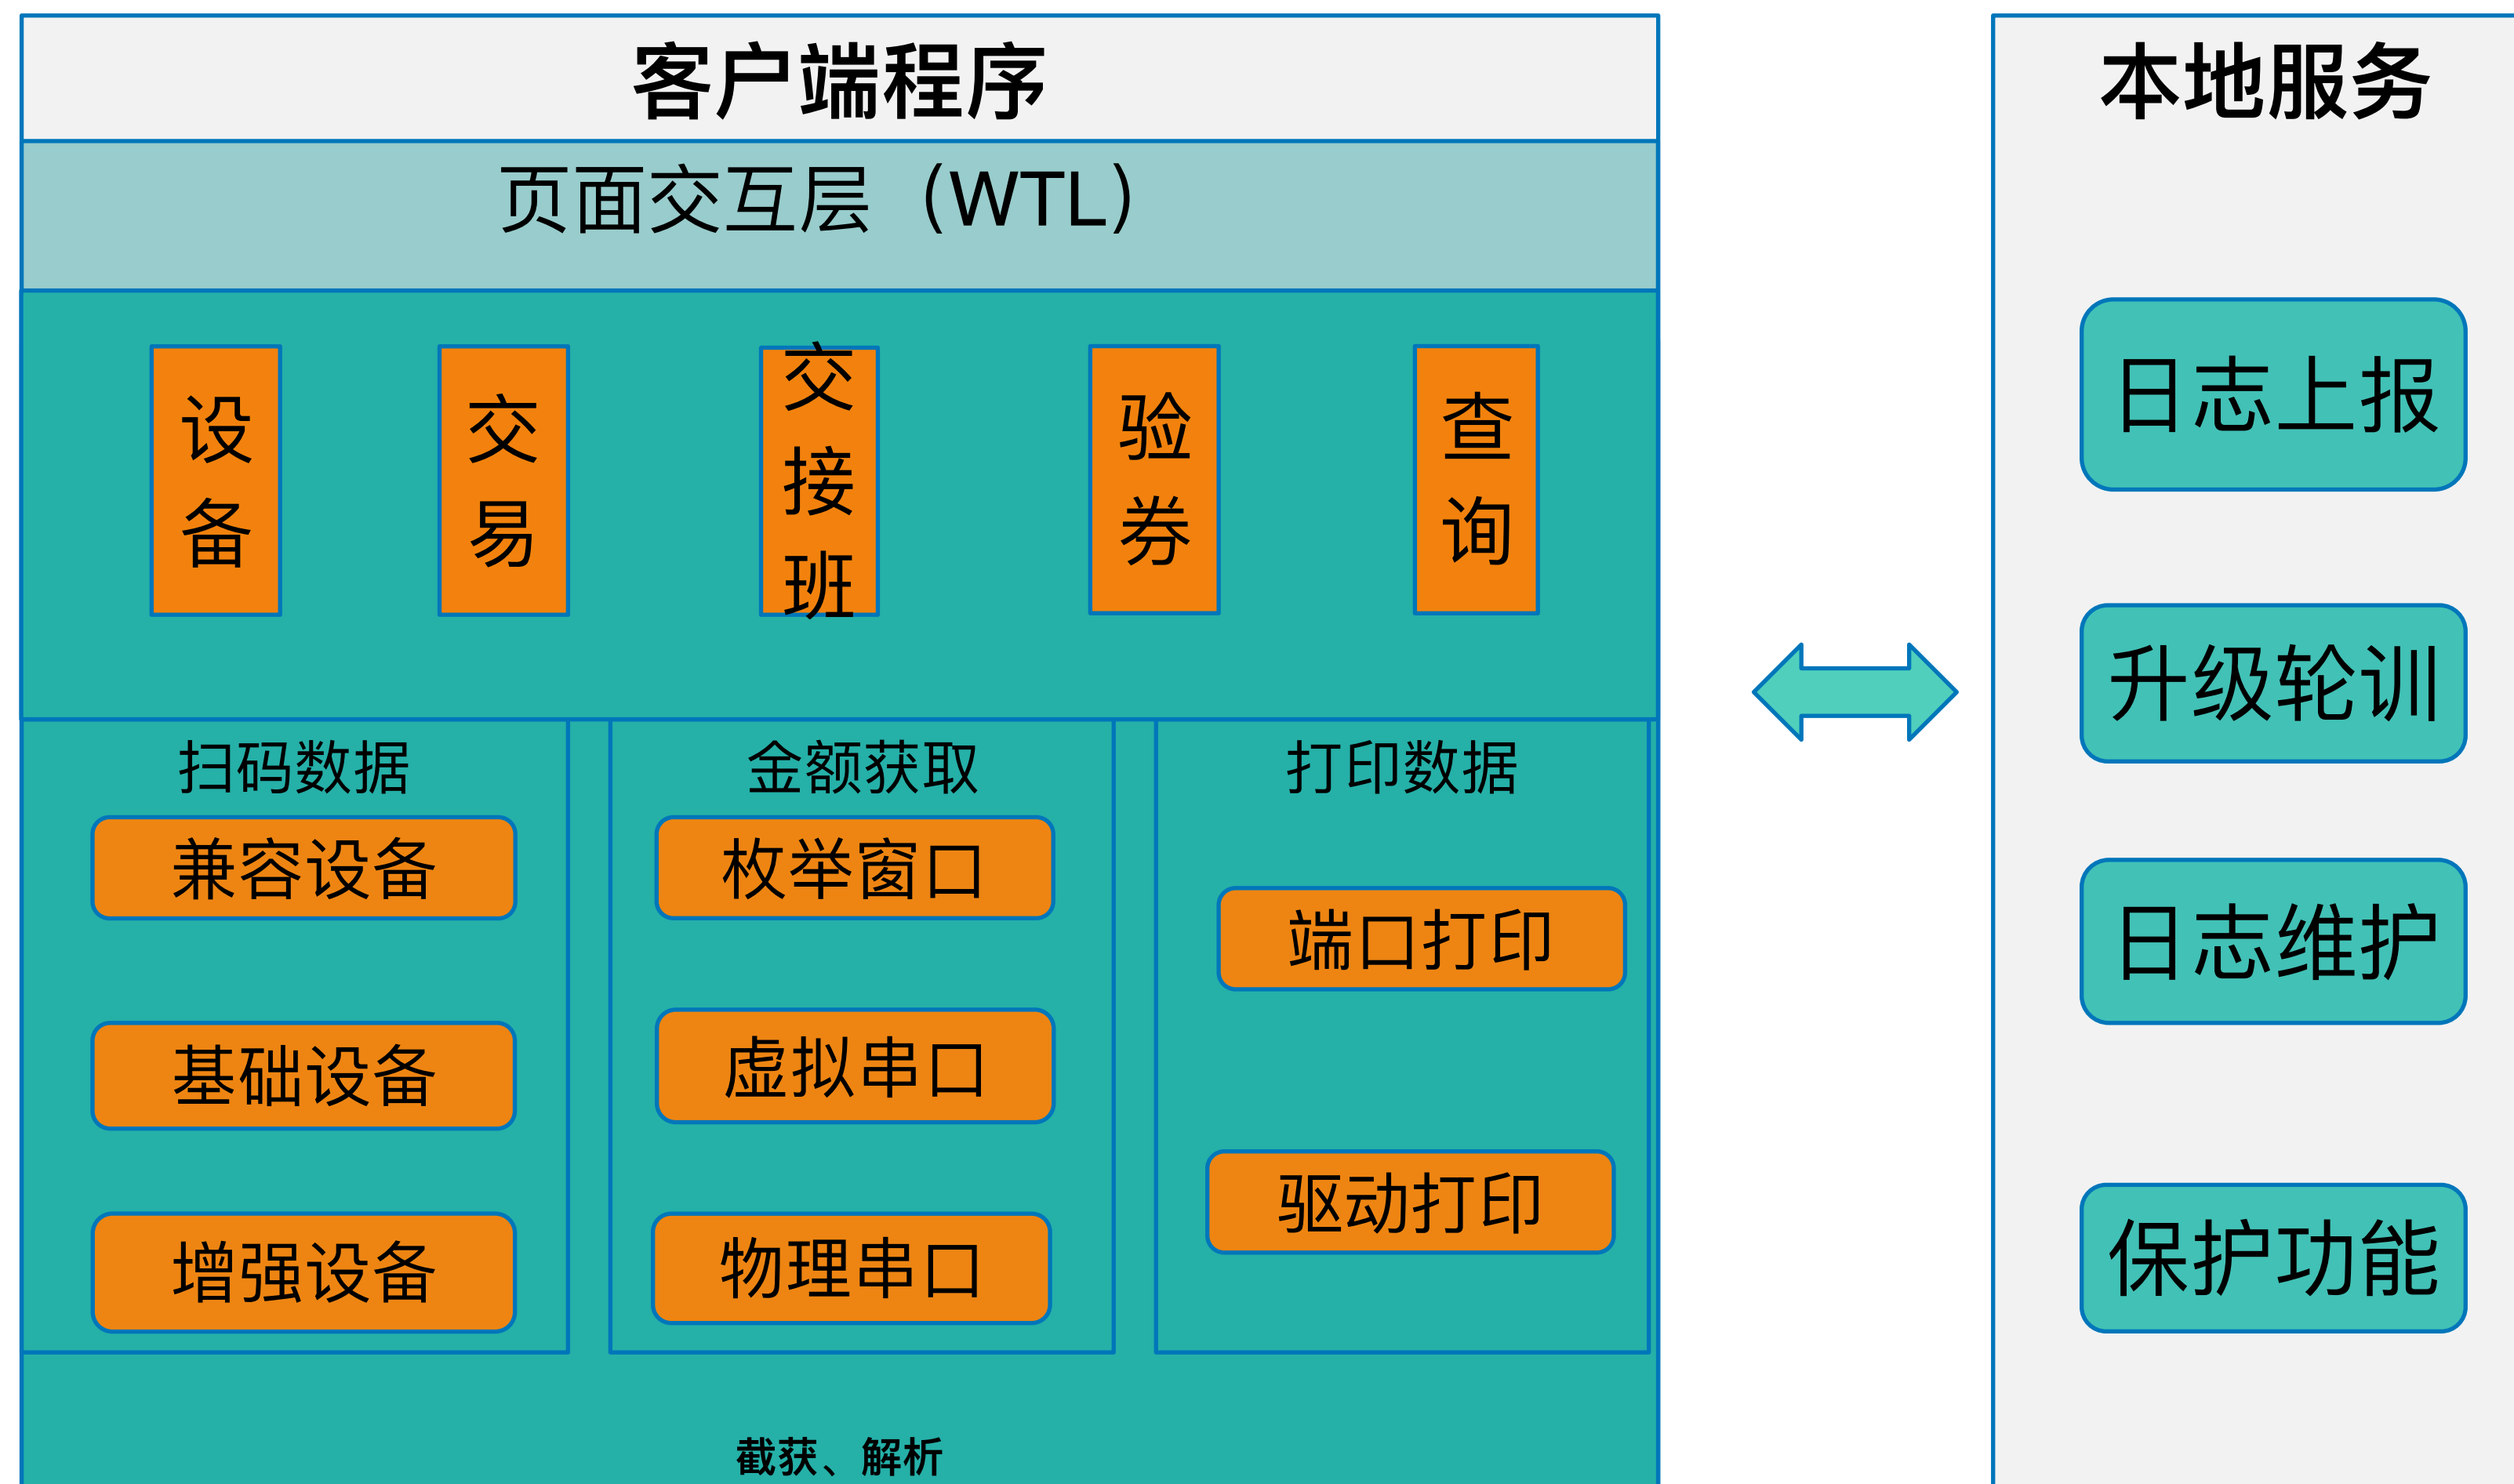 客户端程序
页面交互层（WTL）
设备
交易
交接班
验券
查询
扫码数据
兼容设备
基础设备
增强设备
金额获取
枚举窗口
虚拟串口
物理串口
打印数据
端口打印
驱动打印
截获、解析
本地服务
日志上报
升级轮训
日志维护
保护功能